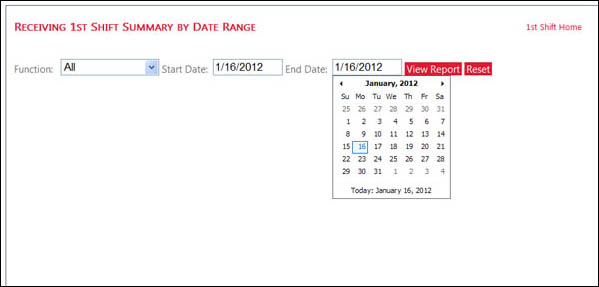 Receiving 1st Shift Summary by Date Range
1st Shift Home
Function: All Start Date: 1/16/2012 End Date: 1/16/2012 View Report Reset
January, 2012
Su Mo Tu We Th Fr Sa
25 26 27 28 29 30 31
1 2 3 4 5 6 7
8 9 10 11 12 13 14
15 16 17 18 19 20 21
22 23 24 25 26 27 28
29 30 31 1 2 3 4
Today: January 16, 2012